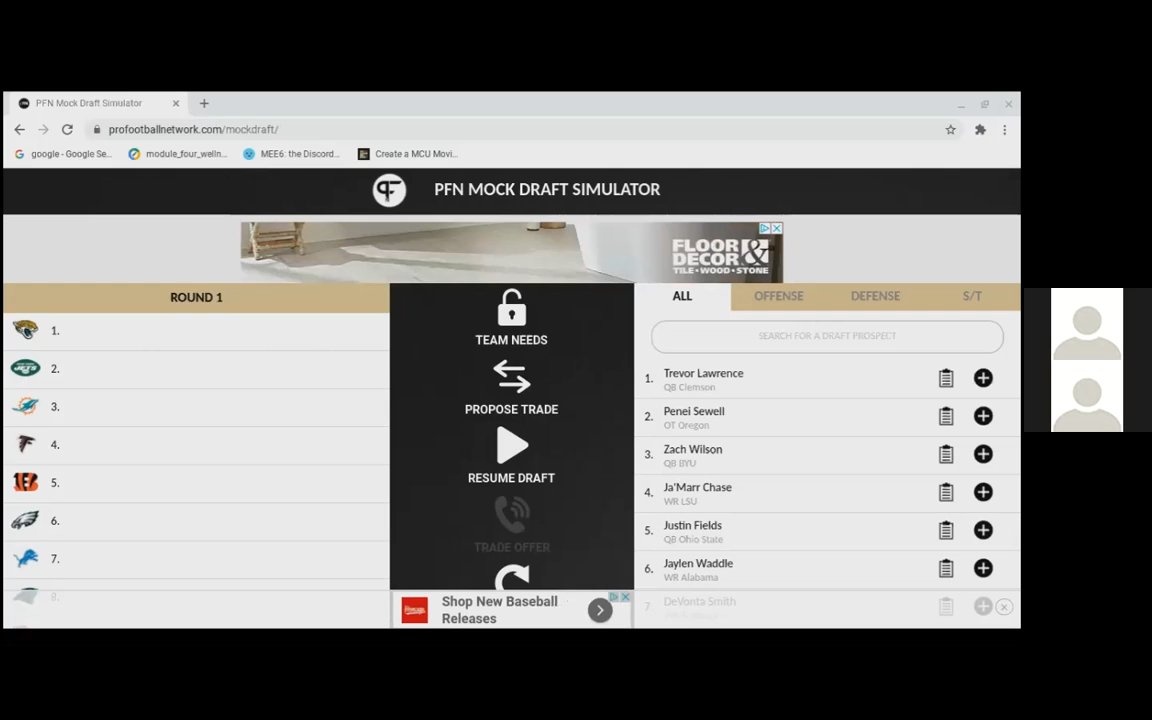 PFN Mock Draft Simulator
profootballnetwork.com/mockdraft/
google - Google Se...
module_four_welln...
MEE6: the Discord...
Create a MCU Movi...
PFN MOCK DRAFT SIMULATOR
FLOOR
& DECOR
TILE•WOOD•STONE
ROUND 1
1.
2.
3.
4.
5.
6.
7.
8.
TEAM NEEDS
PROPOSE TRADE
RESUME DRAFT
TRADE OFFER
Shop New Baseball
Releases
ALL OFFENSE DEFENSE S/T
SEARCH FOR A DRAFT PROSPECT
1. Trevor Lawrence
QB Clemson
2. Penei Sewell
OT Oregon
3. Zach Wilson
QB BYU
4. Ja'Marr Chase
WR LSU
5. Justin Fields
QB Ohio State
6. Jaylen Waddle
WR Alabama
7 DeVonta Smith